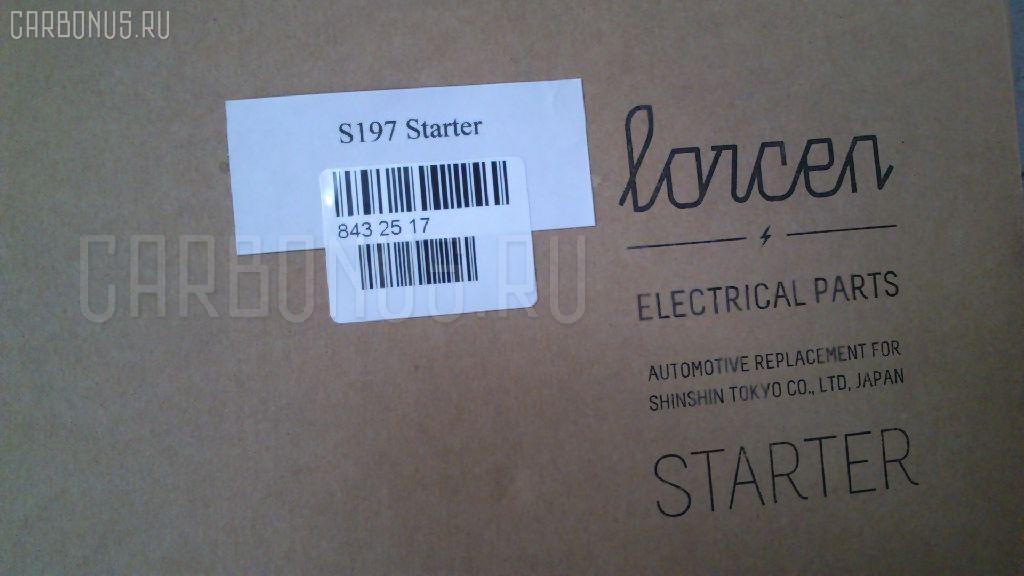 CARBONUS.RU
S197 Starter
843 25 17
CARBONUS.RU
lorcen
ELECTRICAL PARTS
AUTOMOTIVE REPLACEMENT FOR
SHINSHIN TOKYO CO., LTD, JAPAN
STARTER